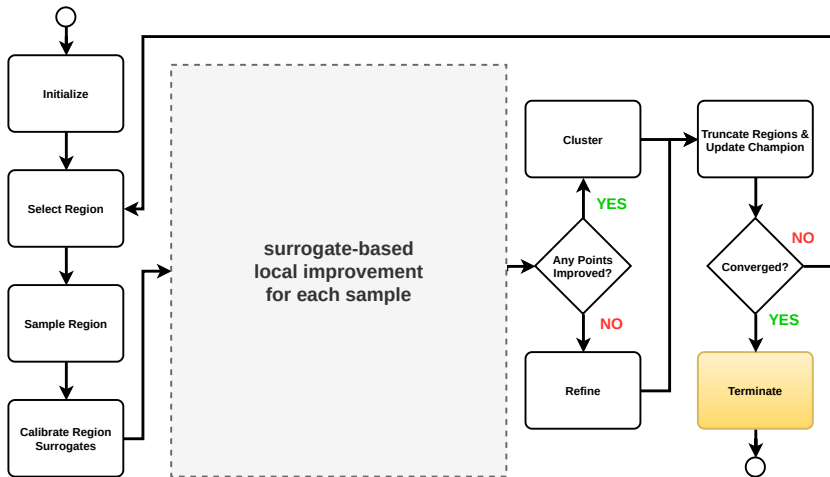 Initialize
Select Region
Sample Region
Calibrate Region
Surrogates
surrogate-based
local improvement
for each sample
Cluster
YES
Any Points
Improved?
NO
Refine
Truncate Regions &
Update Champion
Converged?
NO
YES
Terminate